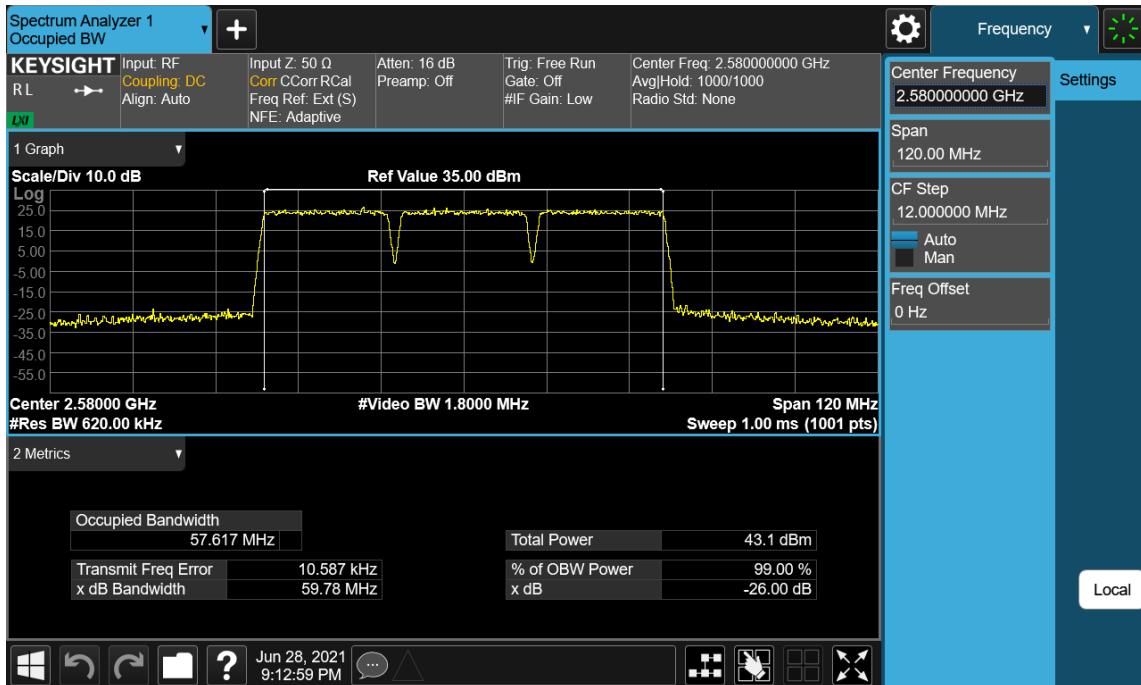 Spectrum Analyzer 1
Occupied BW
Frequency
KEYSIGHT
R L
LXI
Input: RF
Coupling: DC
Align: Auto
Input Z: 50 Ω
Corr CCorr RCal
Freq Ref: Ext (S)
NFE: Adaptive
Atten: 16 dB
Preamp: Off
Trig: Free Run
Gate: Off
#IF Gain: Low
Center Freq: 2.580000000 GHz
Avg|Hold: 1000/1000
Radio Std: None
Center Frequency
2.580000000 GHz
Settings
Span
120.00 MHz
CF Step
12.000000 MHz
Auto
Man
Freq Offset
0 Hz
Local
1 Graph
Scale/Div 10.0 dB
Ref Value 35.00 dBm
Log
25.0
15.0
5.00
-5.00
-15.0
-25.0
-35.0
-45.0
-55.0
Center 2.58000 GHz
#Video BW 1.8000 MHz
Span 120 MHz
#Res BW 620.00 kHz
Sweep 1.00 ms (1001 pts)
2 Metrics
Occupied Bandwidth
57.617 MHz
Total Power 43.1 dBm
Transmit Freq Error 10.587 kHz
% of OBW Power 99.00 %
x dB Bandwidth 59.78 MHz
x dB -26.00 dB
?
Jun 28, 2021
9:12:59 PM